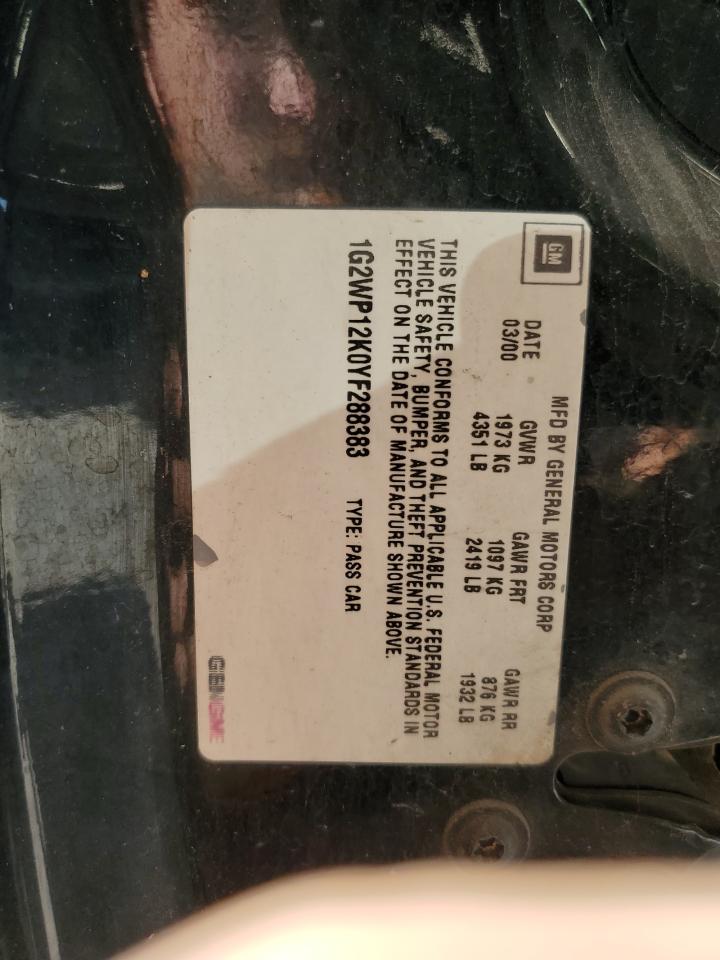 GM
MFD BY GENERAL MOTORS CORP
DATE GVWR GAWR FRT GAWR RR
03/00 1973 KG 1097 KG 876 KG
4351 LB 2419 LB 1932 LB
THIS VEHICLE CONFORMS TO ALL APPLICABLE U.S. FEDERAL MOTOR
VEHICLE SAFETY, BUMPER, AND THEFT PREVENTION STANDARDS IN
EFFECT ON THE DATE OF MANUFACTURE SHOWN ABOVE.
1G2WP12K0YF288383 TYPE: PASS CAR